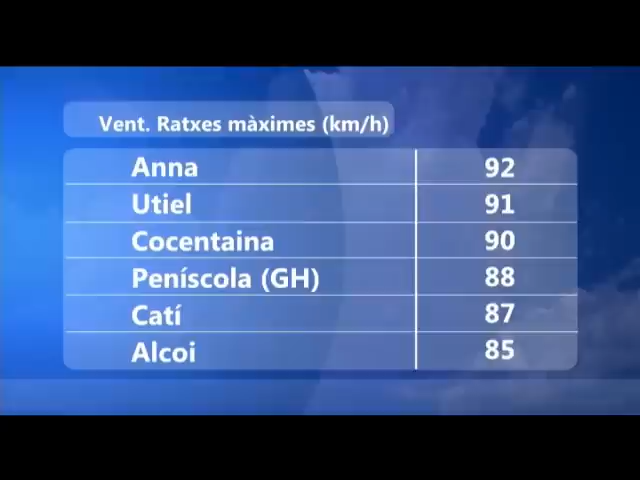 Vent. Ratxes màximes (km/h)
Anna 92
Utiel 91
Cocentaina 90
Peníscola (GH) 88
Catí 87
Alcoi 85